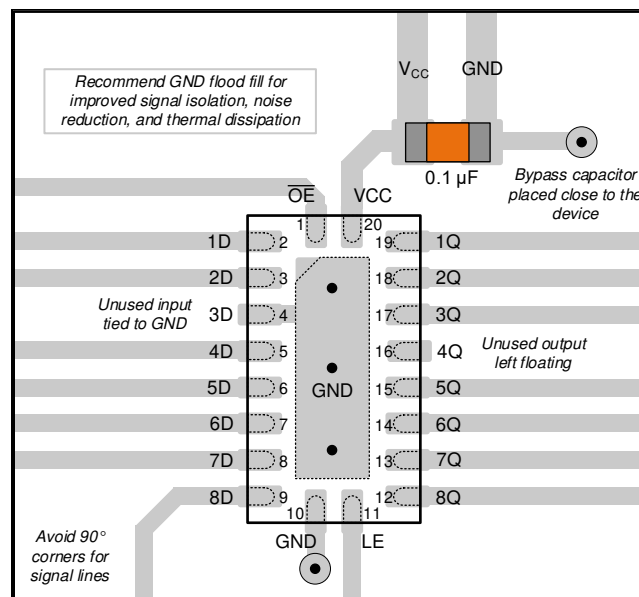 Recommend GND flood fill for
improved signal isolation, noise
reduction, and thermal dissipation
V_CC GND
0.1 µF
Bypass capacitor
placed close to the
device
O̅E̅ VCC
1 20
1D 2 19 1Q
2D 3 18 2Q
Unused input
tied to GND
3D 4 17 3Q
4D 5 16 4Q
Unused output
left floating
5D 6 GND 15 5Q
6D 7 14 6Q
7D 8 13 7Q
8D 9 12 8Q
10 11
GND LE
Avoid 90°
corners for
signal lines